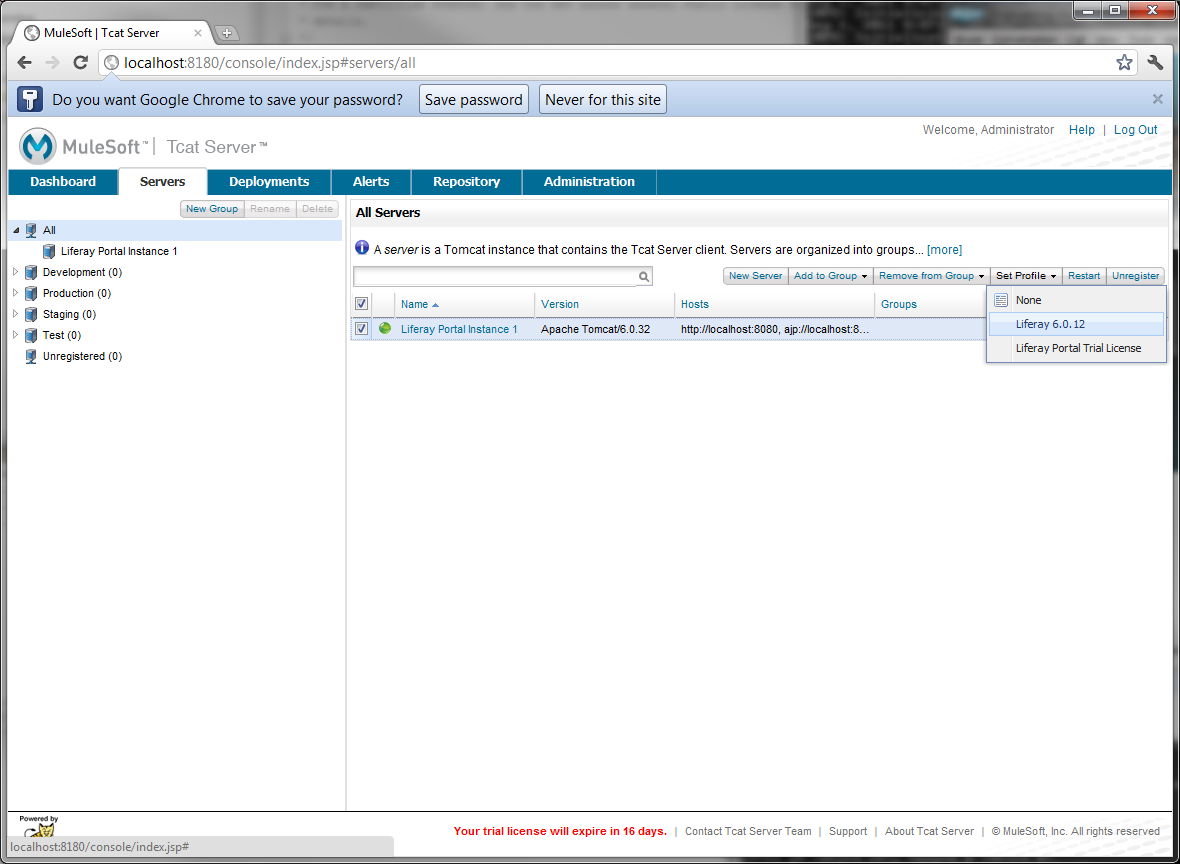 MuleSoft | Tcat Server
localhost:8180/console/index.jsp#servers/all
Do you want Google Chrome to save your password? Save password Never for this site
Welcome, Administrator Help | Log Out
MuleSoft™ | Tcat Server™
Dashboard Servers Deployments Alerts Repository Administration
New Group Rename Delete
All
Liferay Portal Instance 1
Development (0)
Production (0)
Staging (0)
Test (0)
Unregistered (0)
All Servers
A server is a Tomcat instance that contains the Tcat Server client. Servers are organized into groups... [more]
New Server Add to Group Remove from Group Set Profile Restart Unregister
Name Version Hosts Groups
Liferay Portal Instance 1 Apache Tomcat/6.0.32 http://localhost:8080, ajp://localhost:8...
None
Liferay 6.0.12
Liferay Portal Trial License
Powered by
Your trial license will expire in 16 days. | Contact Tcat Server Team | Support | About Tcat Server | © MuleSoft, Inc. All rights reserved
localhost:8180/console/index.jsp#